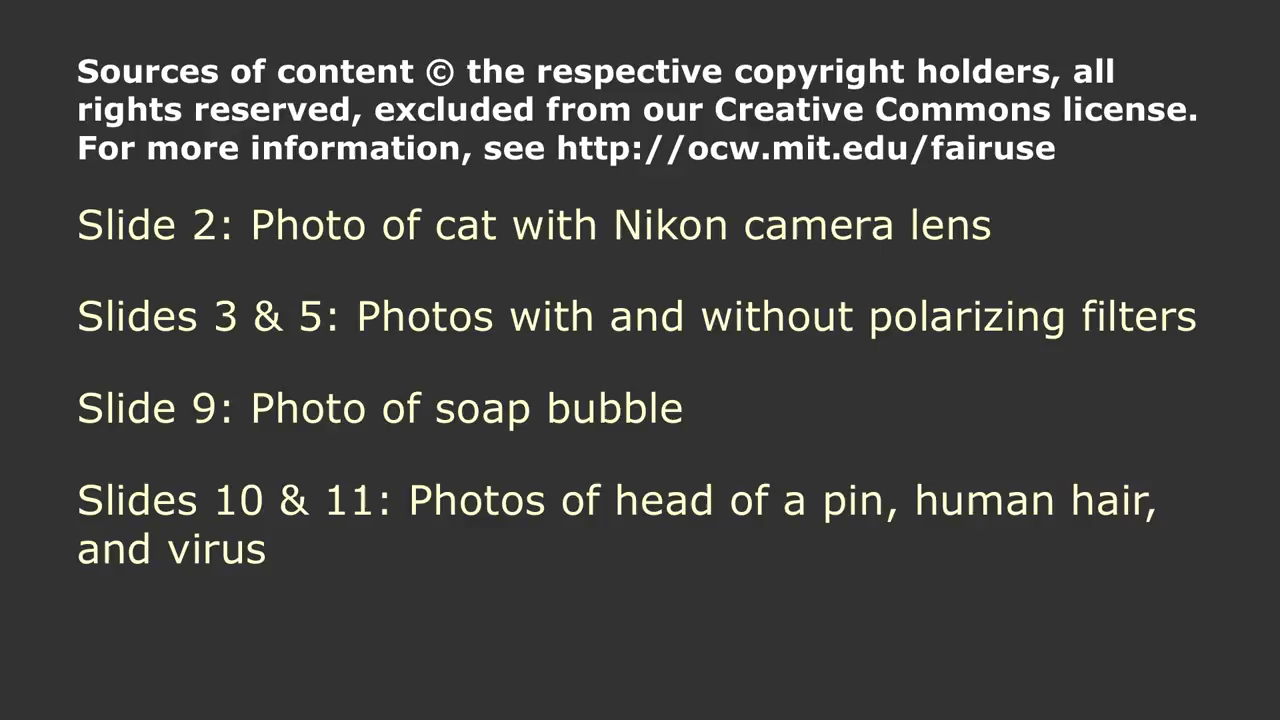 Sources of content © the respective copyright holders, all
rights reserved, excluded from our Creative Commons license.
For more information, see http://ocw.mit.edu/fairuse
Slide 2: Photo of cat with Nikon camera lens
Slides 3 & 5: Photos with and without polarizing filters
Slide 9: Photo of soap bubble
Slides 10 & 11: Photos of head of a pin, human hair,
and virus